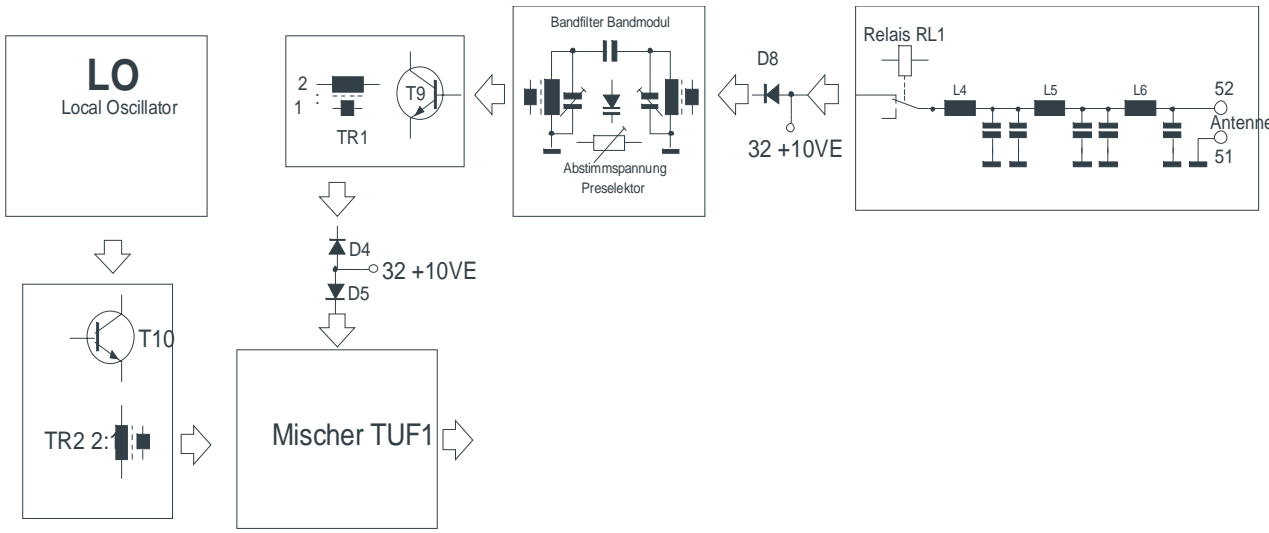 LO
Local Oscillator
2
:
1
TR1
T9
Bandfilter Bandmodul
Abstimmspannung
Preselektor
D8
32 +10VE
Relais RL1
L4
L5
L6
52
Antenne
51
D4
32 +10VE
D5
T10
TR2 2:1
Mischer TUF1